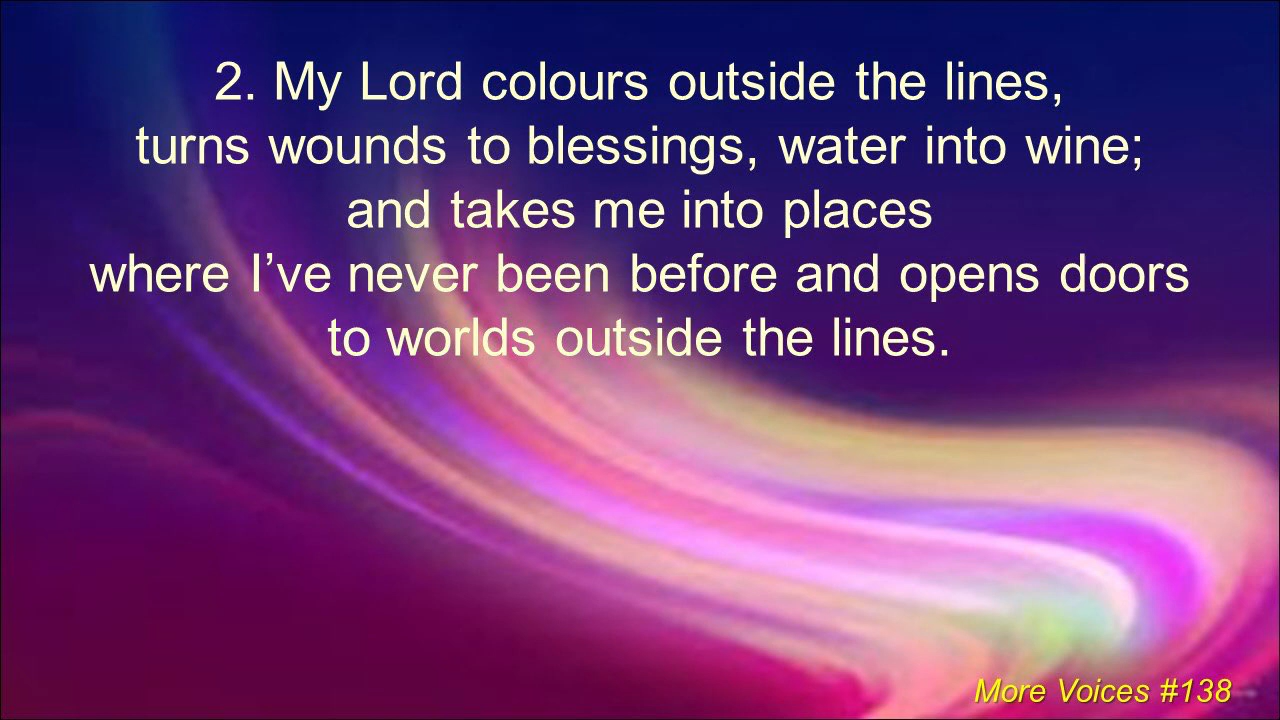 2. My Lord colours outside the lines,
turns wounds to blessings, water into wine;
and takes me into places
where I’ve never been before and opens doors
to worlds outside the lines.
More Voices #138